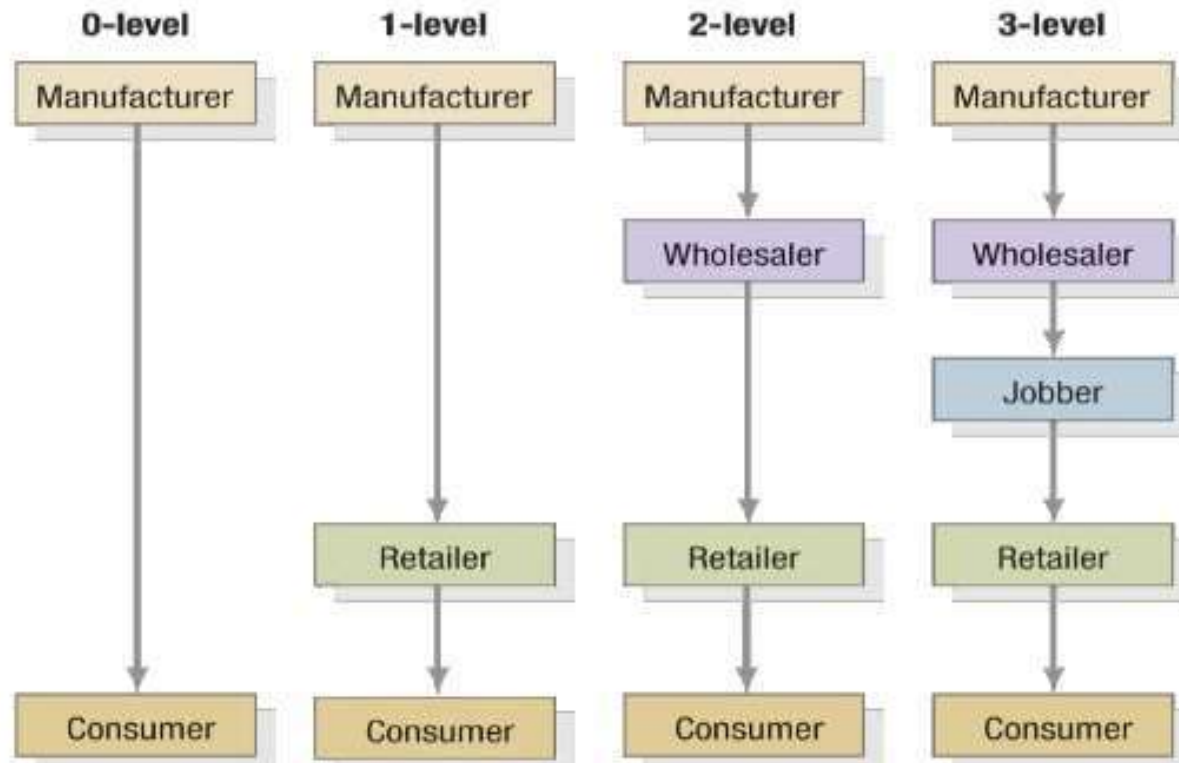 0-level
1-level
2-level
3-level
Manufacturer
Manufacturer
Manufacturer
Manufacturer
Wholesaler
Wholesaler
Jobber
Retailer
Retailer
Retailer
Consumer
Consumer
Consumer
Consumer